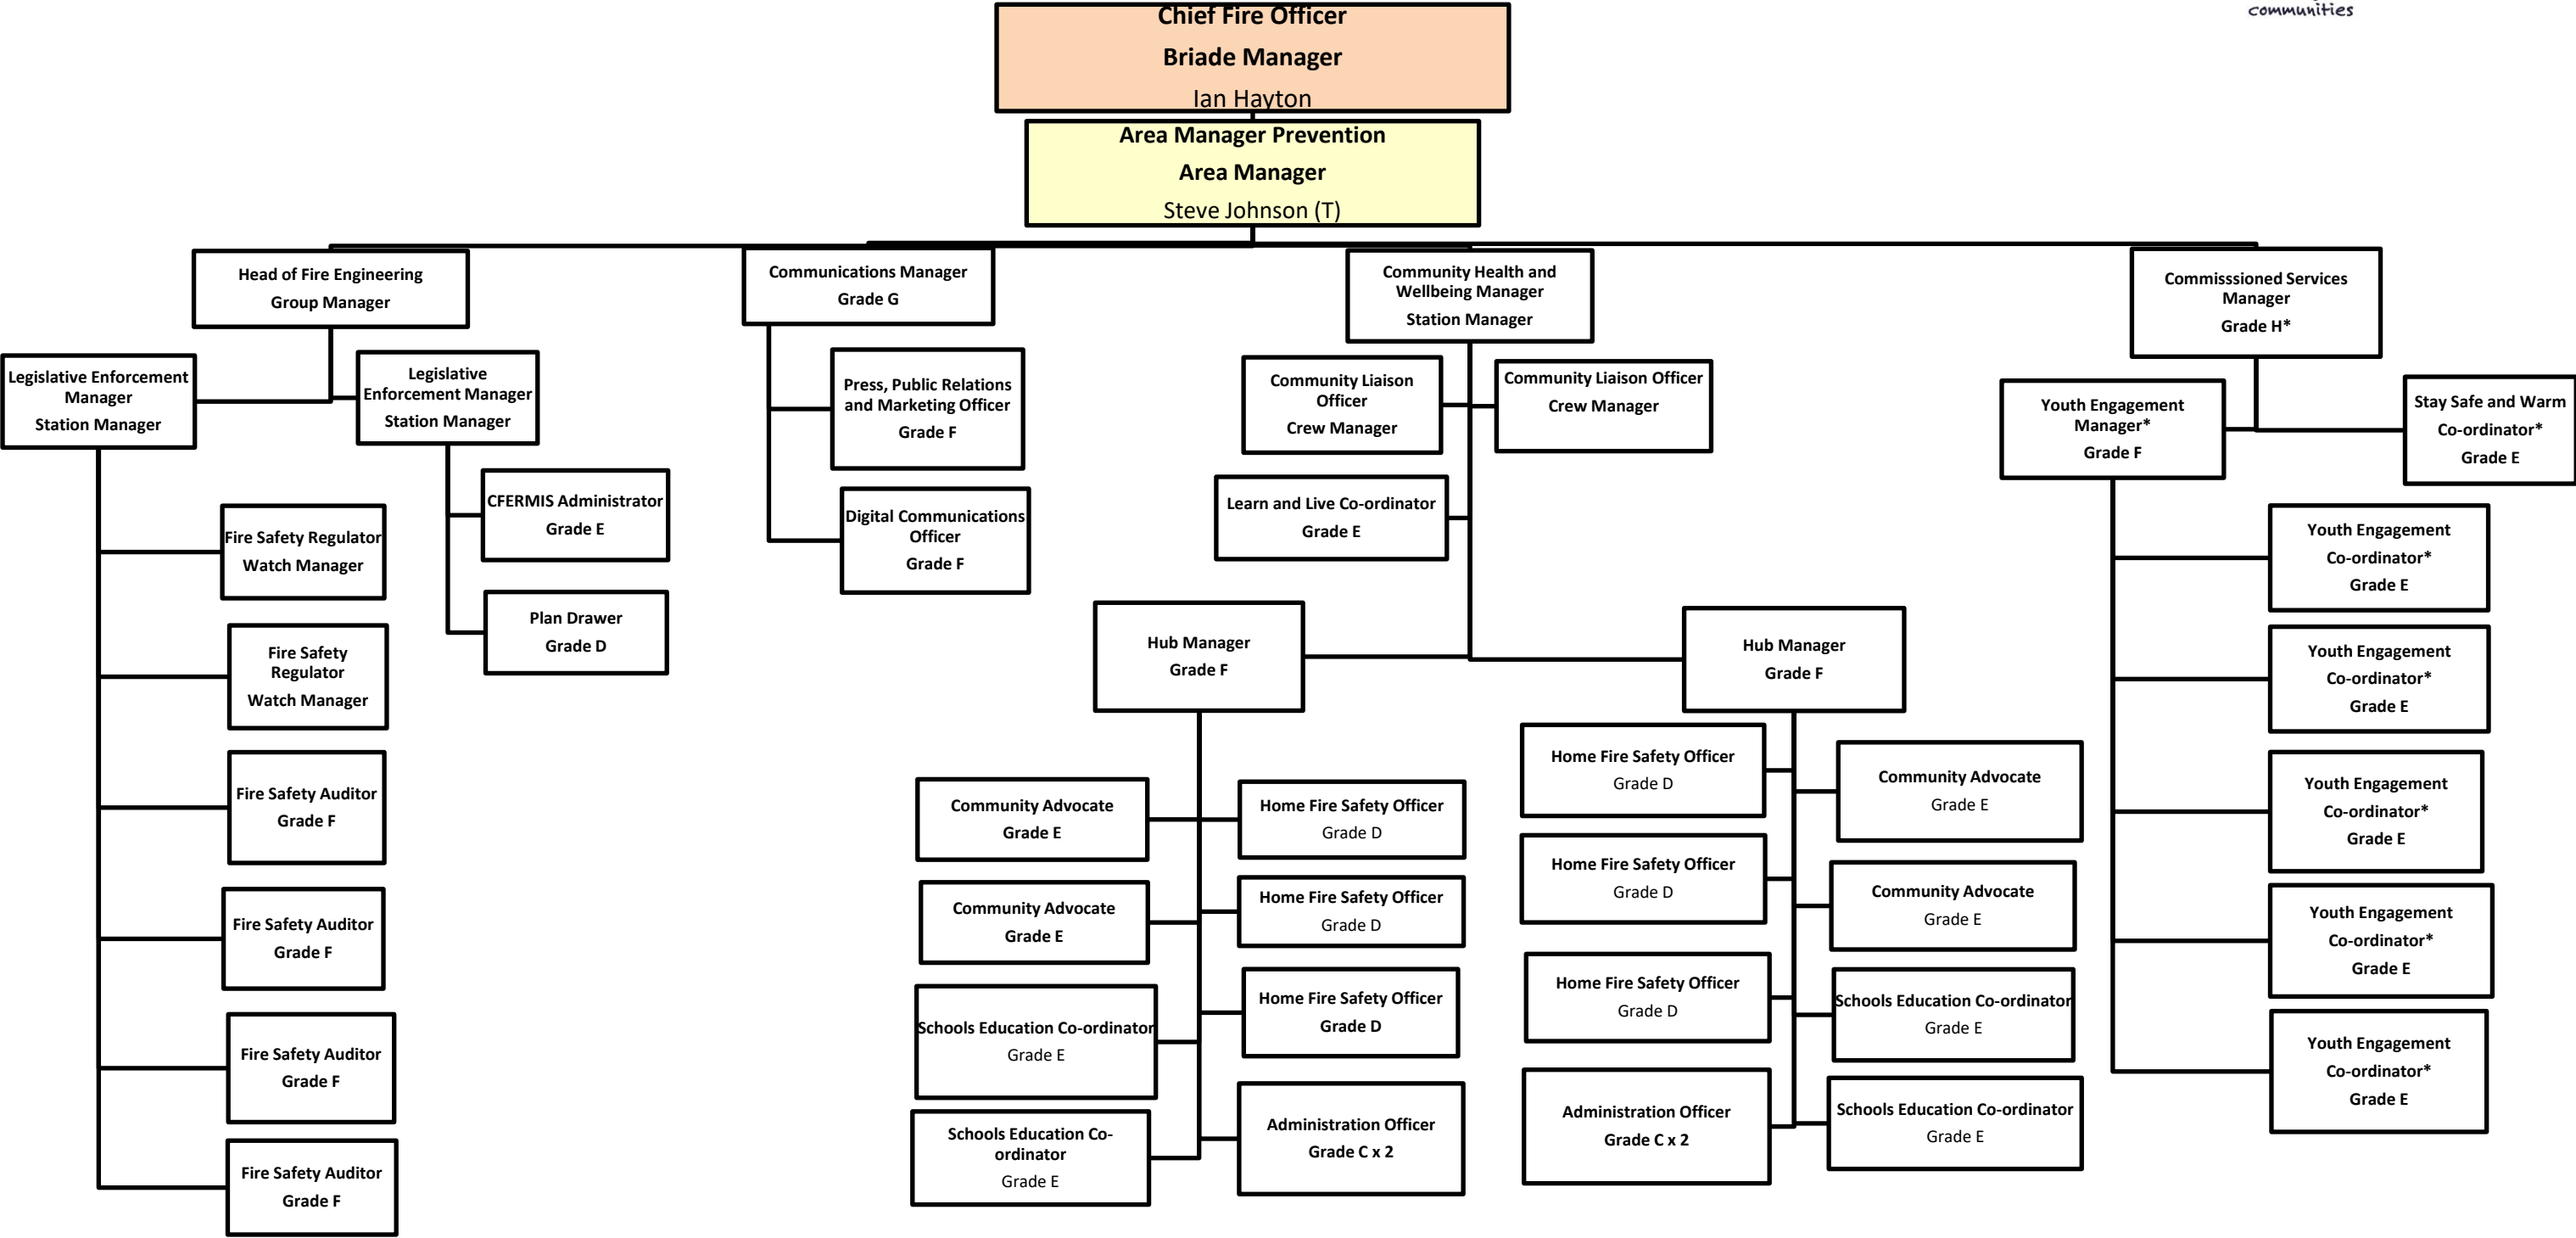 communities
Chief Fire Officer
Briade Manager
Ian Hayton
Area Manager Prevention
Area Manager
Steve Johnson (T)
Head of Fire Engineering
Group Manager
Legislative Enforcement
Manager
Station Manager
Fire Safety Regulator
Watch Manager
Fire Safety
Regulator
Watch Manager
Fire Safety Auditor
Grade F
Fire Safety Auditor
Grade F
Fire Safety Auditor
Grade F
Fire Safety Auditor
Grade F
Legislative
Enforcement Manager
Station Manager
CFERMIS Administrator
Grade E
Plan Drawer
Grade D
Communications Manager
Grade G
Press, Public Relations
and Marketing Officer
Grade F
Digital Communications
Officer
Grade F
Community Health and
Wellbeing Manager
Station Manager
Community Liaison
Officer
Crew Manager
Community Liaison Officer
Crew Manager
Learn and Live Co-ordinator
Grade E
Hub Manager
Grade F
Community Advocate
Grade E
Community Advocate
Grade E
Schools Education Co-ordinator
Grade E
Schools Education Co-
ordinator
Grade E
Home Fire Safety Officer
Grade D
Home Fire Safety Officer
Grade D
Home Fire Safety Officer
Grade D
Administration Officer
Grade C x 2
Hub Manager
Grade F
Home Fire Safety Officer
Grade D
Home Fire Safety Officer
Grade D
Home Fire Safety Officer
Grade D
Administration Officer
Grade C x 2
Community Advocate
Grade E
Community Advocate
Grade E
Schools Education Co-ordinator
Grade E
Schools Education Co-ordinator
Grade E
Commisssioned Services
Manager
Grade H*
Youth Engagement
Manager*
Grade F
Stay Safe and Warm
Co-ordinator*
Grade E
Youth Engagement
Co-ordinator*
Grade E
Youth Engagement
Co-ordinator*
Grade E
Youth Engagement
Co-ordinator*
Grade E
Youth Engagement
Co-ordinator*
Grade E
Youth Engagement
Co-ordinator*
Grade E